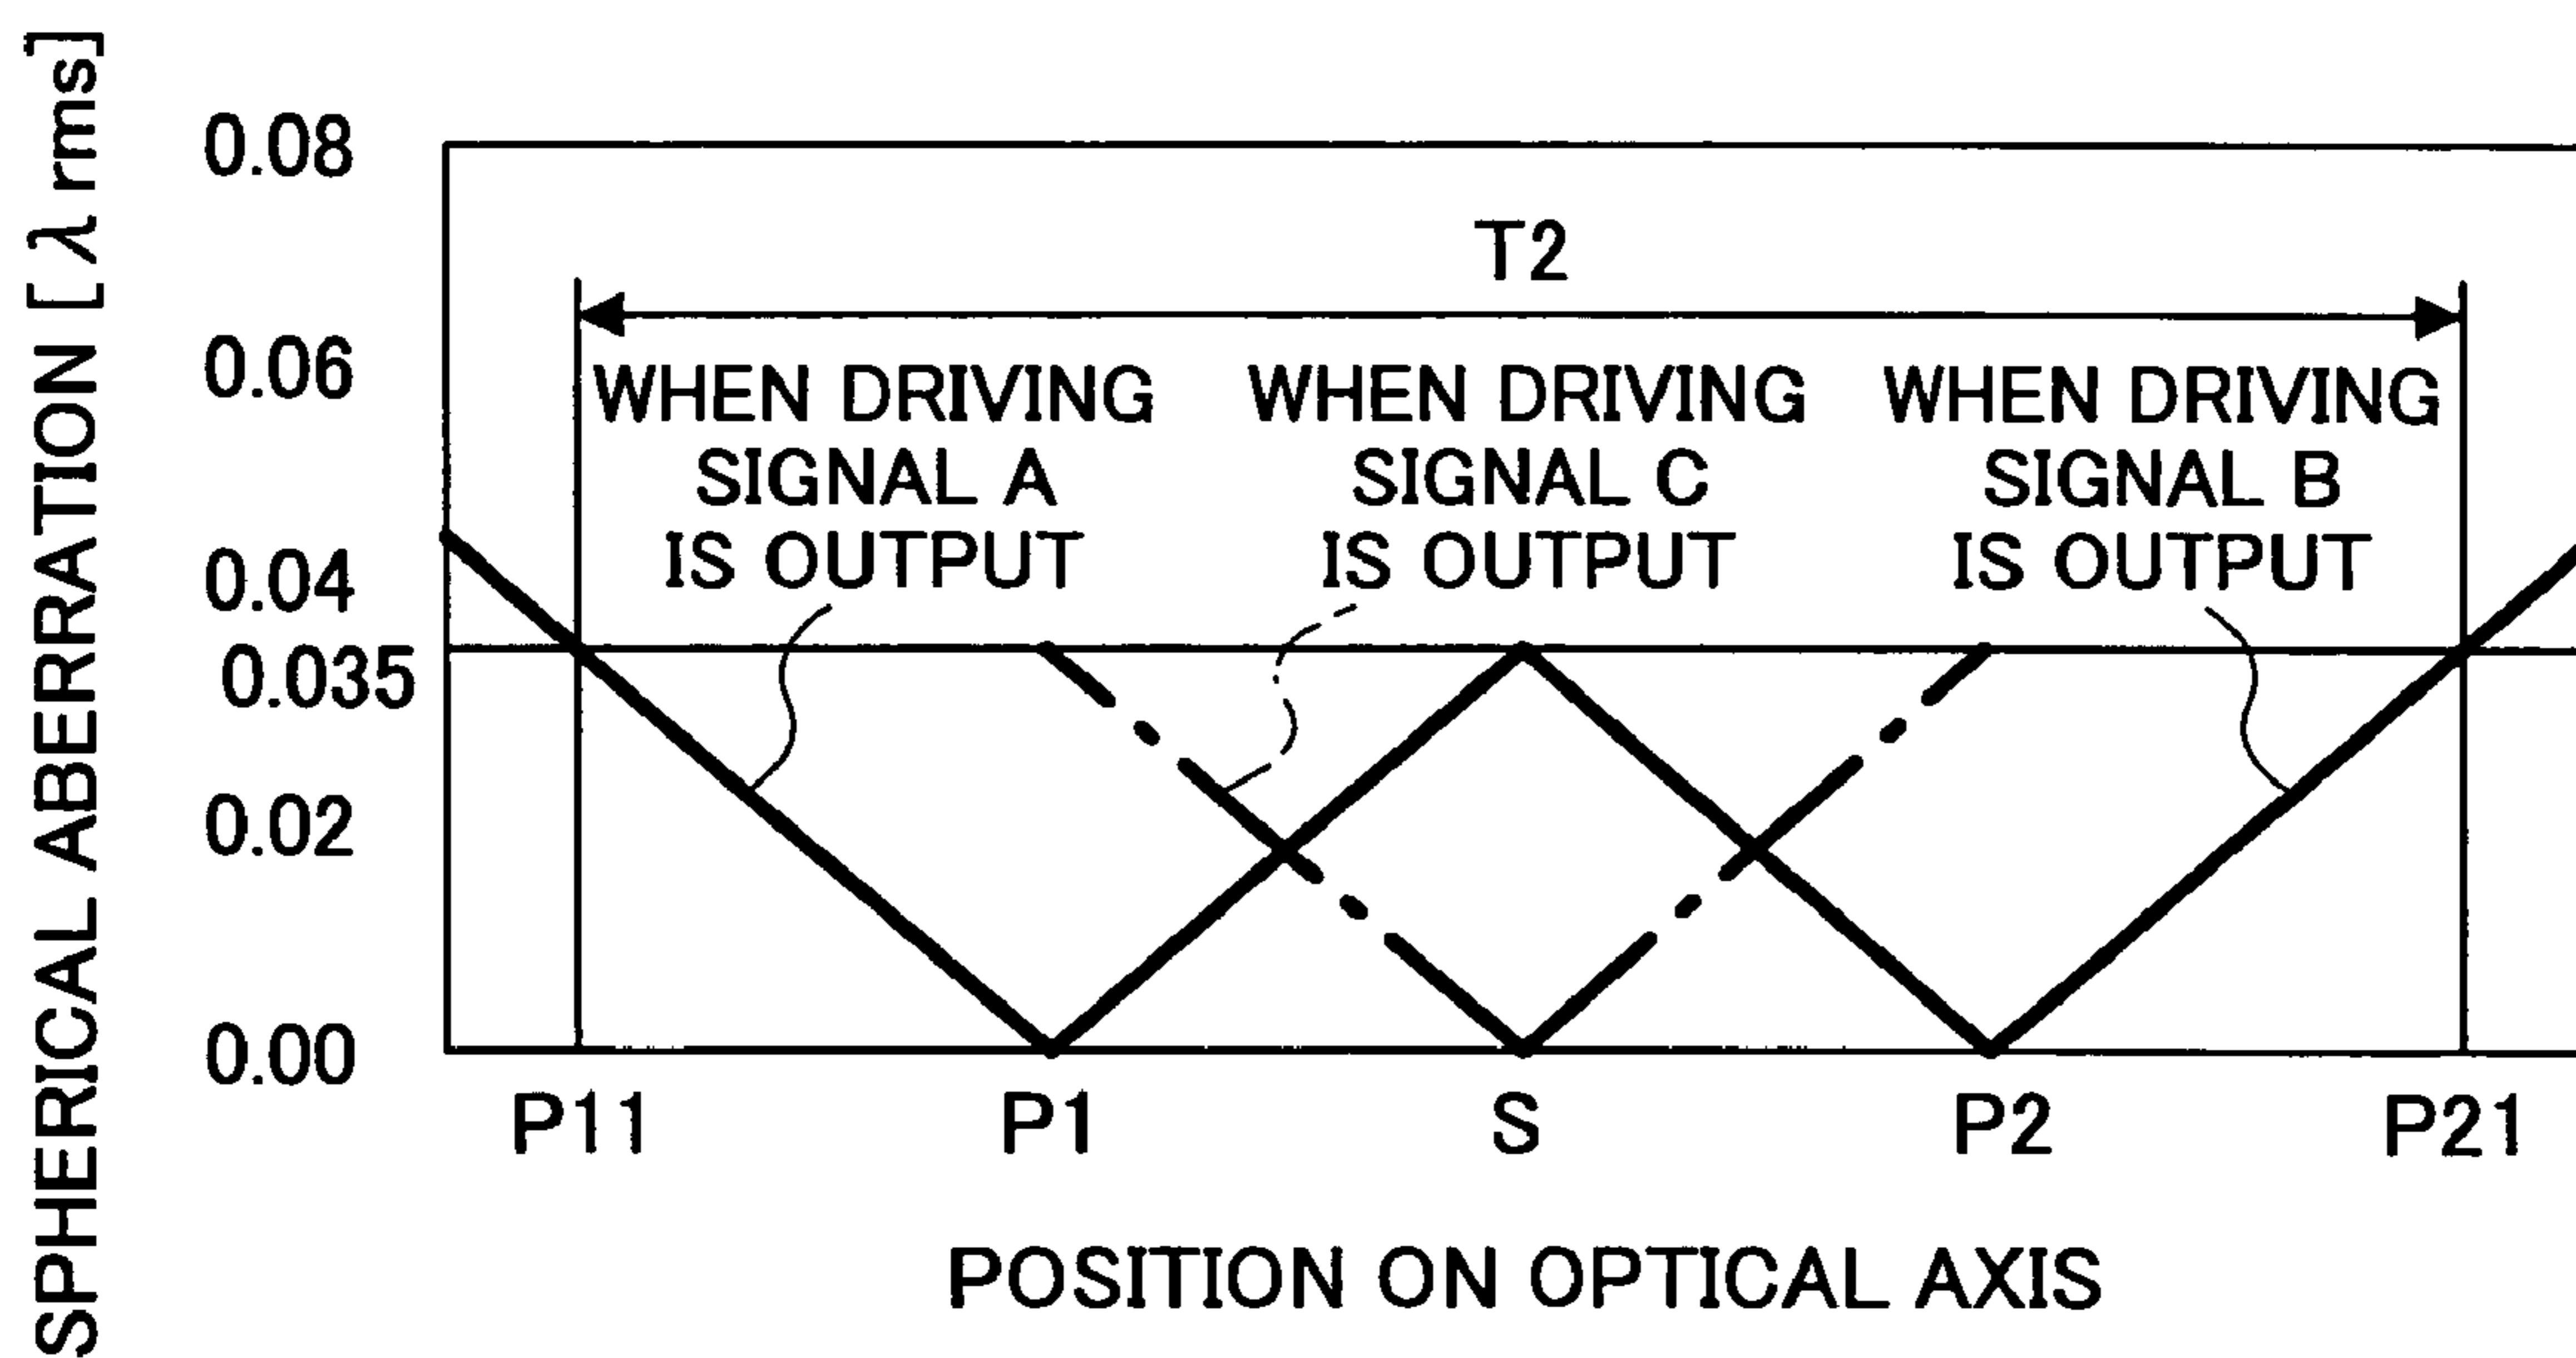 SPHERICAL ABERRATION [λrms]
0.08
0.06
0.04
0.035
0.02
0.00
T2
WHEN DRIVING
SIGNAL A
IS OUTPUT
WHEN DRIVING
SIGNAL C
IS OUTPUT
WHEN DRIVING
SIGNAL B
IS OUTPUT
P11 P1 S P2 P21
POSITION ON OPTICAL AXIS